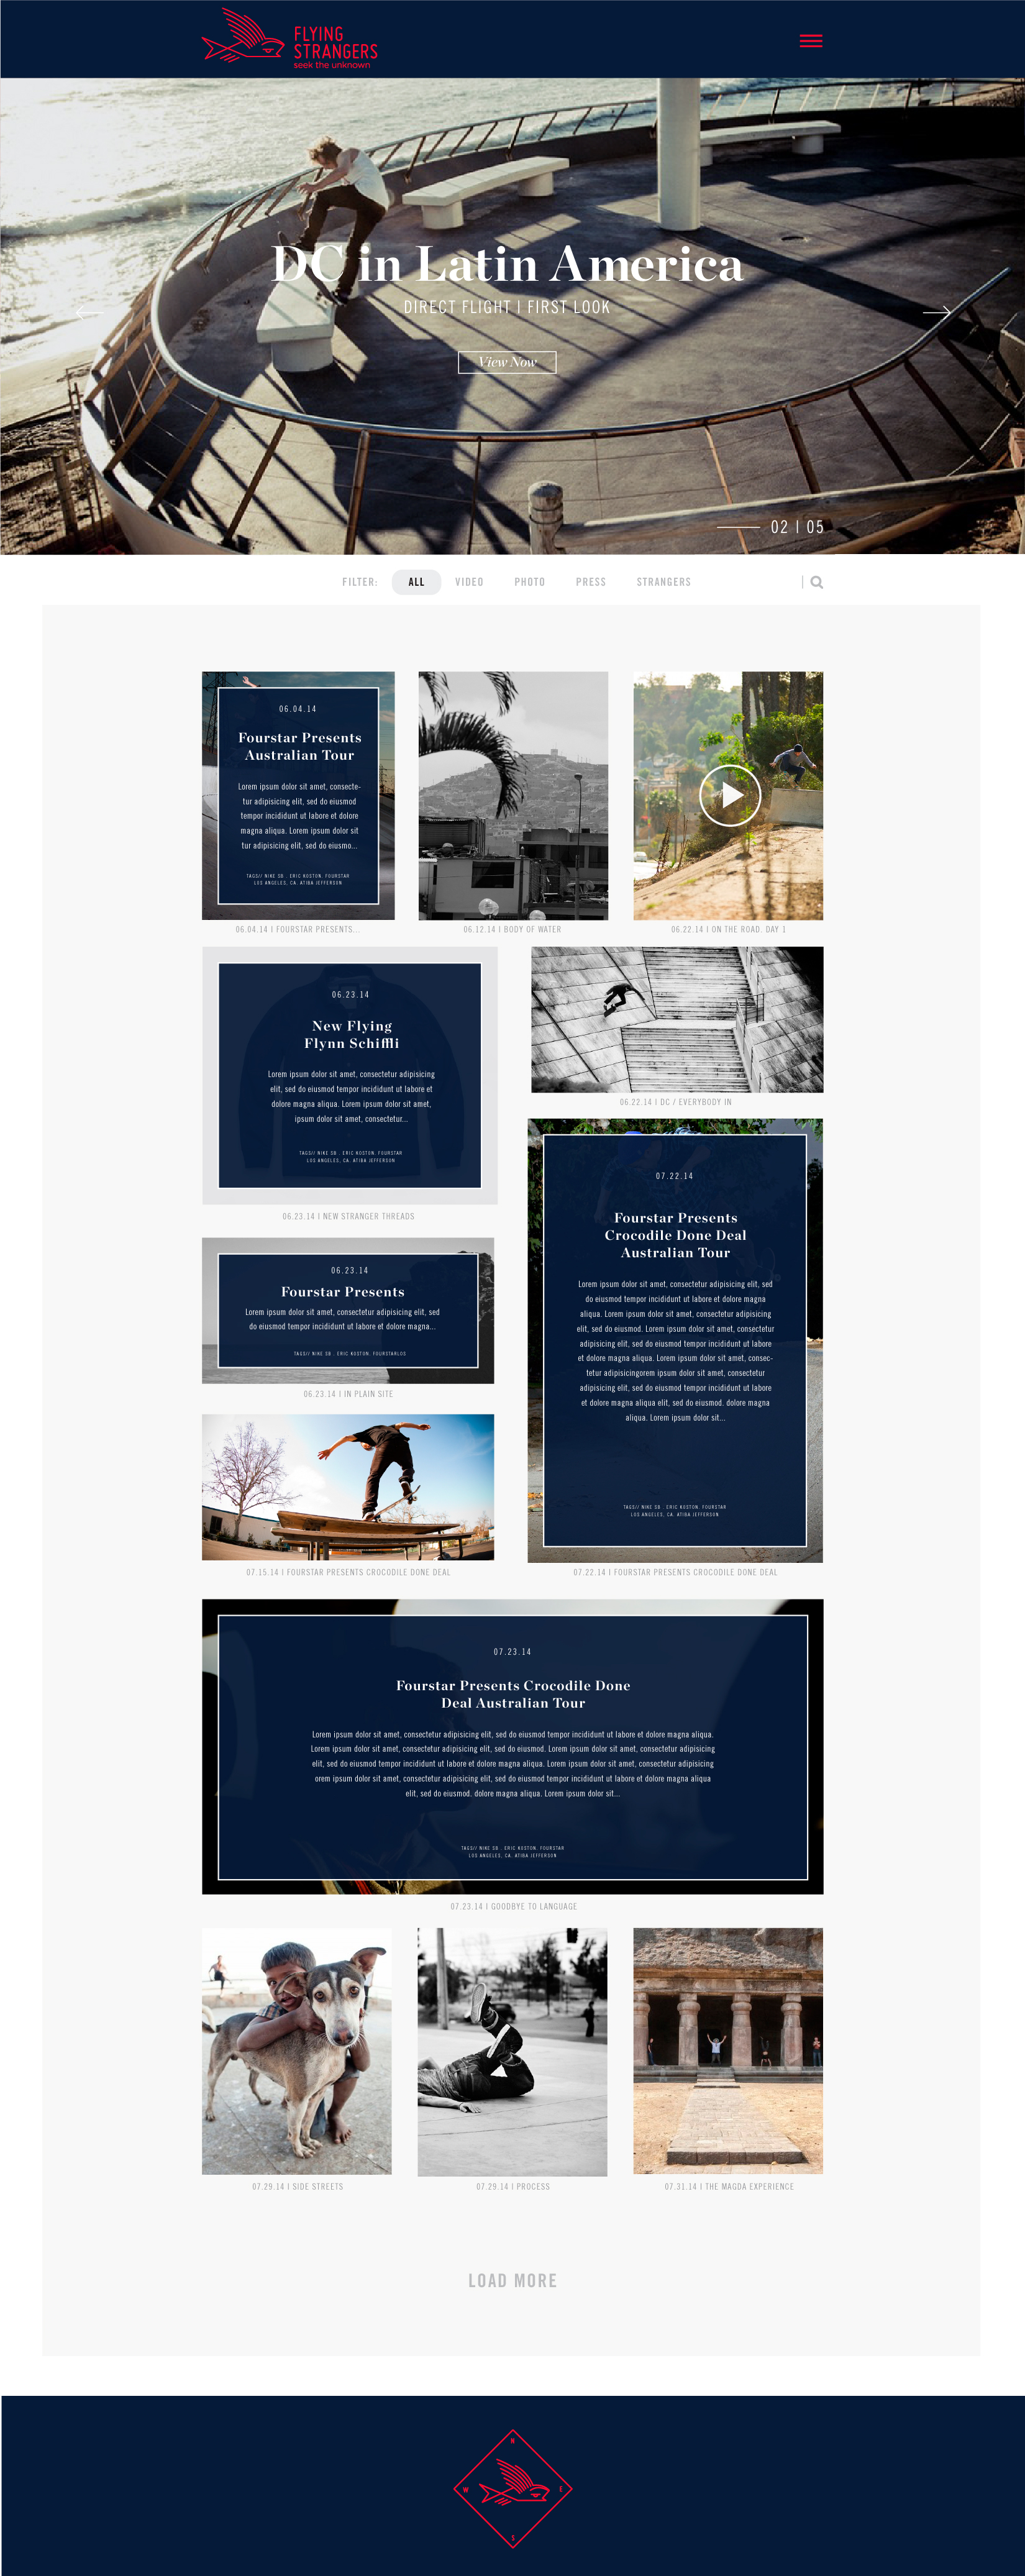 FLYING
STRANGERS
seek the unknown
DC in Latin America
DIRECT FLIGHT | FIRST LOOK
View Now
02 | 05
FILTER:
ALL
VIDEO
PHOTO
PRESS
STRANGERS
06.04.14
Fourstar Presents
Australian Tour
Lorem ipsum dolor sit amet, consecte-
tur adipisicing elit, sed do eiusmod
tempor incididunt ut labore et dolore
magna aliqua. Lorem ipsum dolor sit
tur adipisicing elit, sed do eiusmo...
TAGS// NIKE SB . ERIC KOSTON. FOURSTAR
LOS ANGELES, CA. ATIBA JEFFERSON
06.04.14 | FOURSTAR PRESENTS...
06.12.14 | BODY OF WATER
06.22.14 | ON THE ROAD. DAY 1
06.23.14
New Flying
Flynn Schiffli
Lorem ipsum dolor sit amet, consectetur adipisicing
elit, sed do eiusmod tempor incididunt ut labore et
dolore magna aliqua. Lorem ipsum dolor sit amet,
ipsum dolor sit amet, consectetur...
TAGS// NIKE SB . ERIC KOSTON. FOURSTAR
LOS ANGELES, CA. ATIBA JEFFERSON
06.23.14 | NEW STRANGER THREADS
06.22.14 | DC / EVERYBODY IN
06.23.14
Fourstar Presents
Lorem ipsum dolor sit amet, consectetur adipisicing elit, sed
do eiusmod tempor incididunt ut labore et dolore magna...
TAGS// NIKE SB . ERIC KOSTON. FOURSTARLOS
06.23.14 | IN PLAIN SITE
07.15.14 | FOURSTAR PRESENTS CROCODILE DONE DEAL
07.22.14
Fourstar Presents
Crocodile Done Deal
Australian Tour
Lorem ipsum dolor sit amet, consectetur adipisicing elit, sed
do eiusmod tempor incididunt ut labore et dolore magna
aliqua. Lorem ipsum dolor sit amet, consectetur adipisicing
elit, sed do eiusmod. Lorem ipsum dolor sit amet, consectetur
adipisicing elit, sed do eiusmod tempor incididunt ut labore
et dolore magna aliqua. Lorem ipsum dolor sit amet, consec-
tetur adipisicingorem ipsum dolor sit amet, consectetur
adipisicing elit, sed do eiusmod tempor incididunt ut labore
et dolore magna aliqua elit, sed do eiusmod. dolore magna
aliqua. Lorem ipsum dolor sit...
TAGS// NIKE SB . ERIC KOSTON. FOURSTAR
LOS ANGELES, CA. ATIBA JEFFERSON
07.22.14 | FOURSTAR PRESENTS CROCODILE DONE DEAL
07.23.14
Fourstar Presents Crocodile Done
Deal Australian Tour
Lorem ipsum dolor sit amet, consectetur adipisicing elit, sed do eiusmod tempor incididunt ut labore et dolore magna aliqua.
Lorem ipsum dolor sit amet, consectetur adipisicing elit, sed do eiusmod. Lorem ipsum dolor sit amet, consectetur adipisicing
elit, sed do eiusmod tempor incididunt ut labore et dolore magna aliqua. Lorem ipsum dolor sit amet, consectetur adipisicing
orem ipsum dolor sit amet, consectetur adipisicing elit, sed do eiusmod tempor incididunt ut labore et dolore magna aliqua
elit, sed do eiusmod. dolore magna aliqua. Lorem ipsum dolor sit...
TAGS// NIKE SB . ERIC KOSTON. FOURSTAR
LOS ANGELES, CA. ATIBA JEFFERSON
07.23.14 | GOODBYE TO LANGUAGE
07.29.14 | SIDE STREETS
07.29.14 | PROCESS
07.31.14 | THE MAGDA EXPERIENCE
LOAD MORE
N
W
E
S